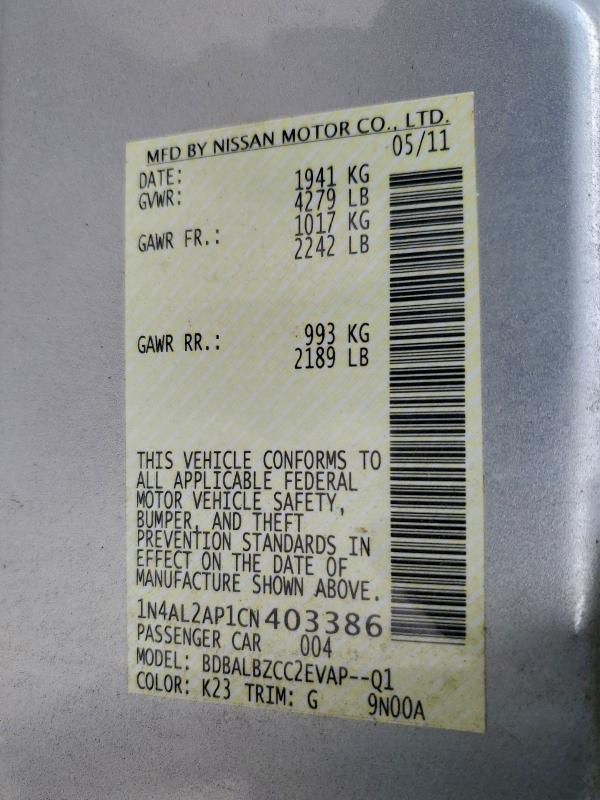 MFD BY NISSAN MOTOR CO., LTD.
DATE: 05/11
GVWR: 1941 KG
4279 LB
GAWR FR.: 1017 KG
2242 LB
GAWR RR.: 993 KG
2189 LB
THIS VEHICLE CONFORMS TO
ALL APPLICABLE FEDERAL
MOTOR VEHICLE SAFETY,
BUMPER, AND THEFT
PREVENTION STANDARDS IN
EFFECT ON THE DATE OF
MANUFACTURE SHOWN ABOVE.
1N4AL2AP1CN403386
PASSENGER CAR 004
MODEL: BDBALBZCC2EVAP--Q1
COLOR: K23 TRIM: G 9N00A